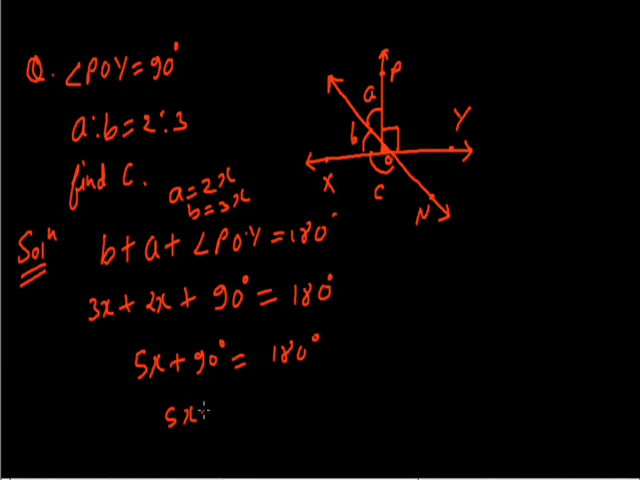 Q. ∠POY = 90°
a:b = 2:3
find C.
a = 2x
b = 3x
Solⁿ
b + a + ∠POY = 180°
3x + 2x + 90° = 180°
5x + 90° = 180°
5x
P
a
b
Y
O
X
C
N